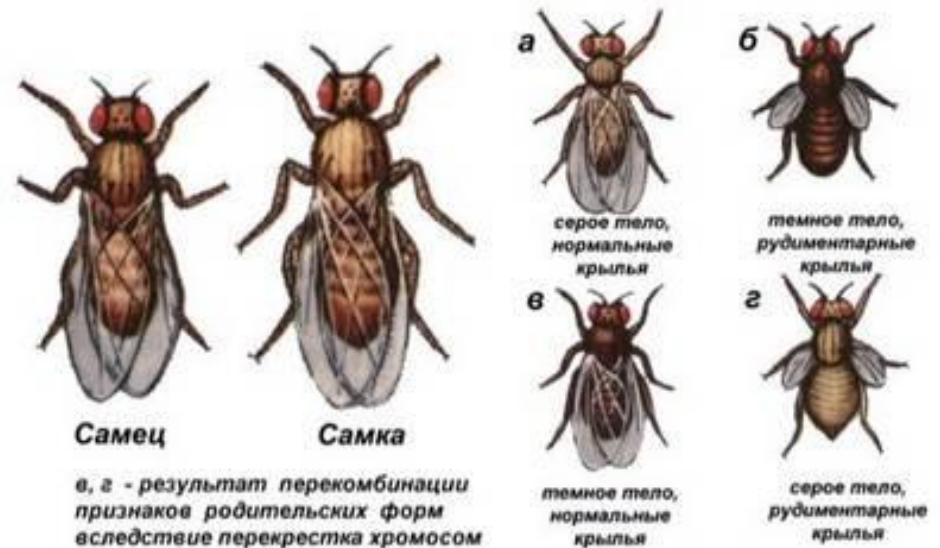 а
серое тело,
нормальные
крылья
б
темное тело,
рудиментарные
крылья
в
темное тело,
нормальные
крылья
г
серое тело,
рудиментарные
крылья
Самец
Самка
в, г - результат перекомбинации
признаков родительских форм
вследствие перекрестка хромосом